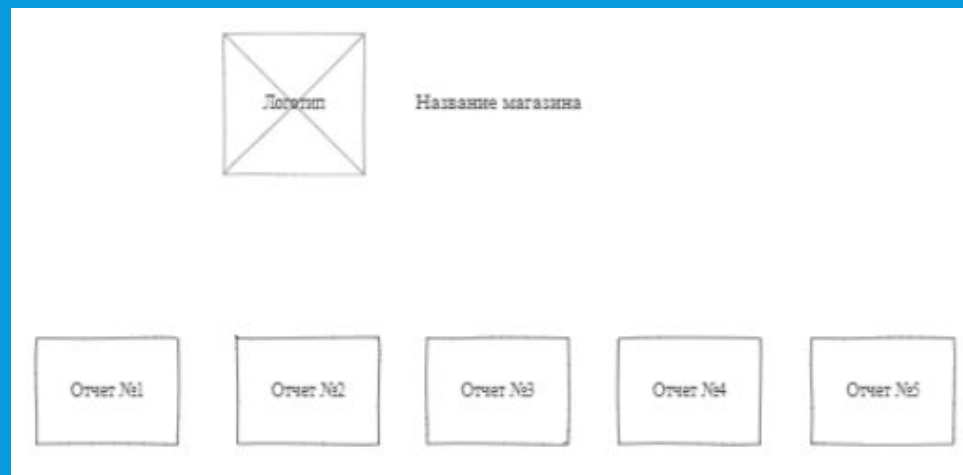 Логотип
Название магазина
Отчет №1
Отчет №2
Отчет №3
Отчет №4
Отчет №5